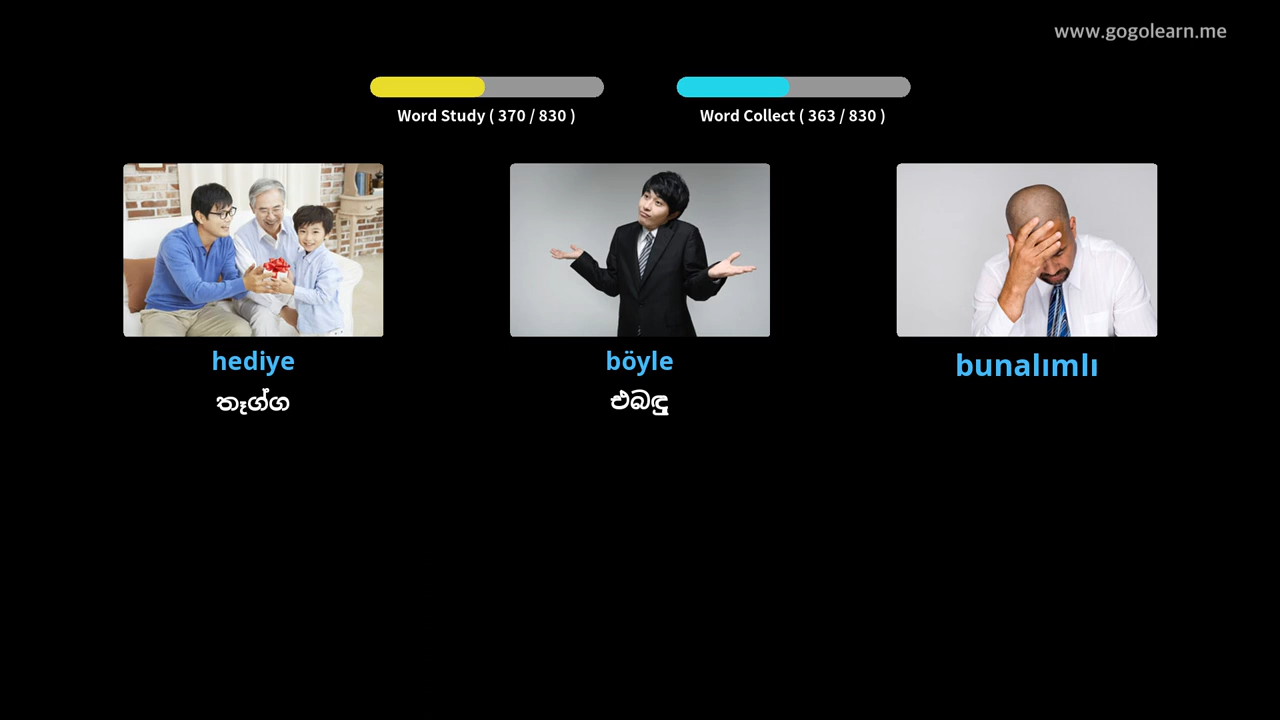 www.gogolearn.me
Word Study ( 370 / 830 )
Word Collect ( 363 / 830 )
hediye
තෑග්ග
böyle
එබඳු
bunalımlı